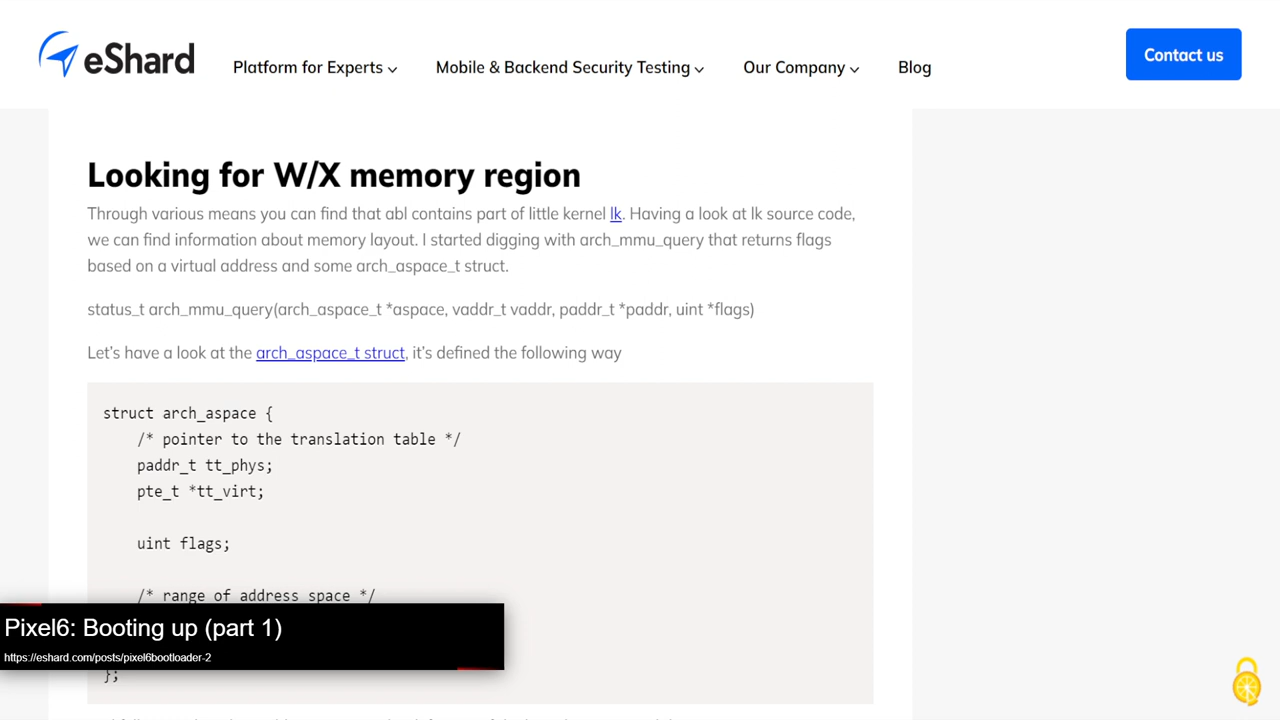 eShard
Platform for Experts
Mobile & Backend Security Testing
Our Company
Blog
Contact us
Looking for W/X memory region
Through various means you can find that abl contains part of little kernel lk. Having a look at lk source code,
we can find information about memory layout. I started digging with arch_mmu_query that returns flags
based on a virtual address and some arch_aspace_t struct.
status_t arch_mmu_query(arch_aspace_t *aspace, vaddr_t vaddr, paddr_t *paddr, uint *flags)
Let’s have a look at the arch_aspace_t struct, it’s defined the following way
struct arch_aspace {
/* pointer to the translation table */
paddr_t tt_phys;
pte_t *tt_virt;
uint flags;
/* range of address space */
Pixel6: Booting up (part 1)
https://eshard.com/posts/pixel6bootloader-2
};